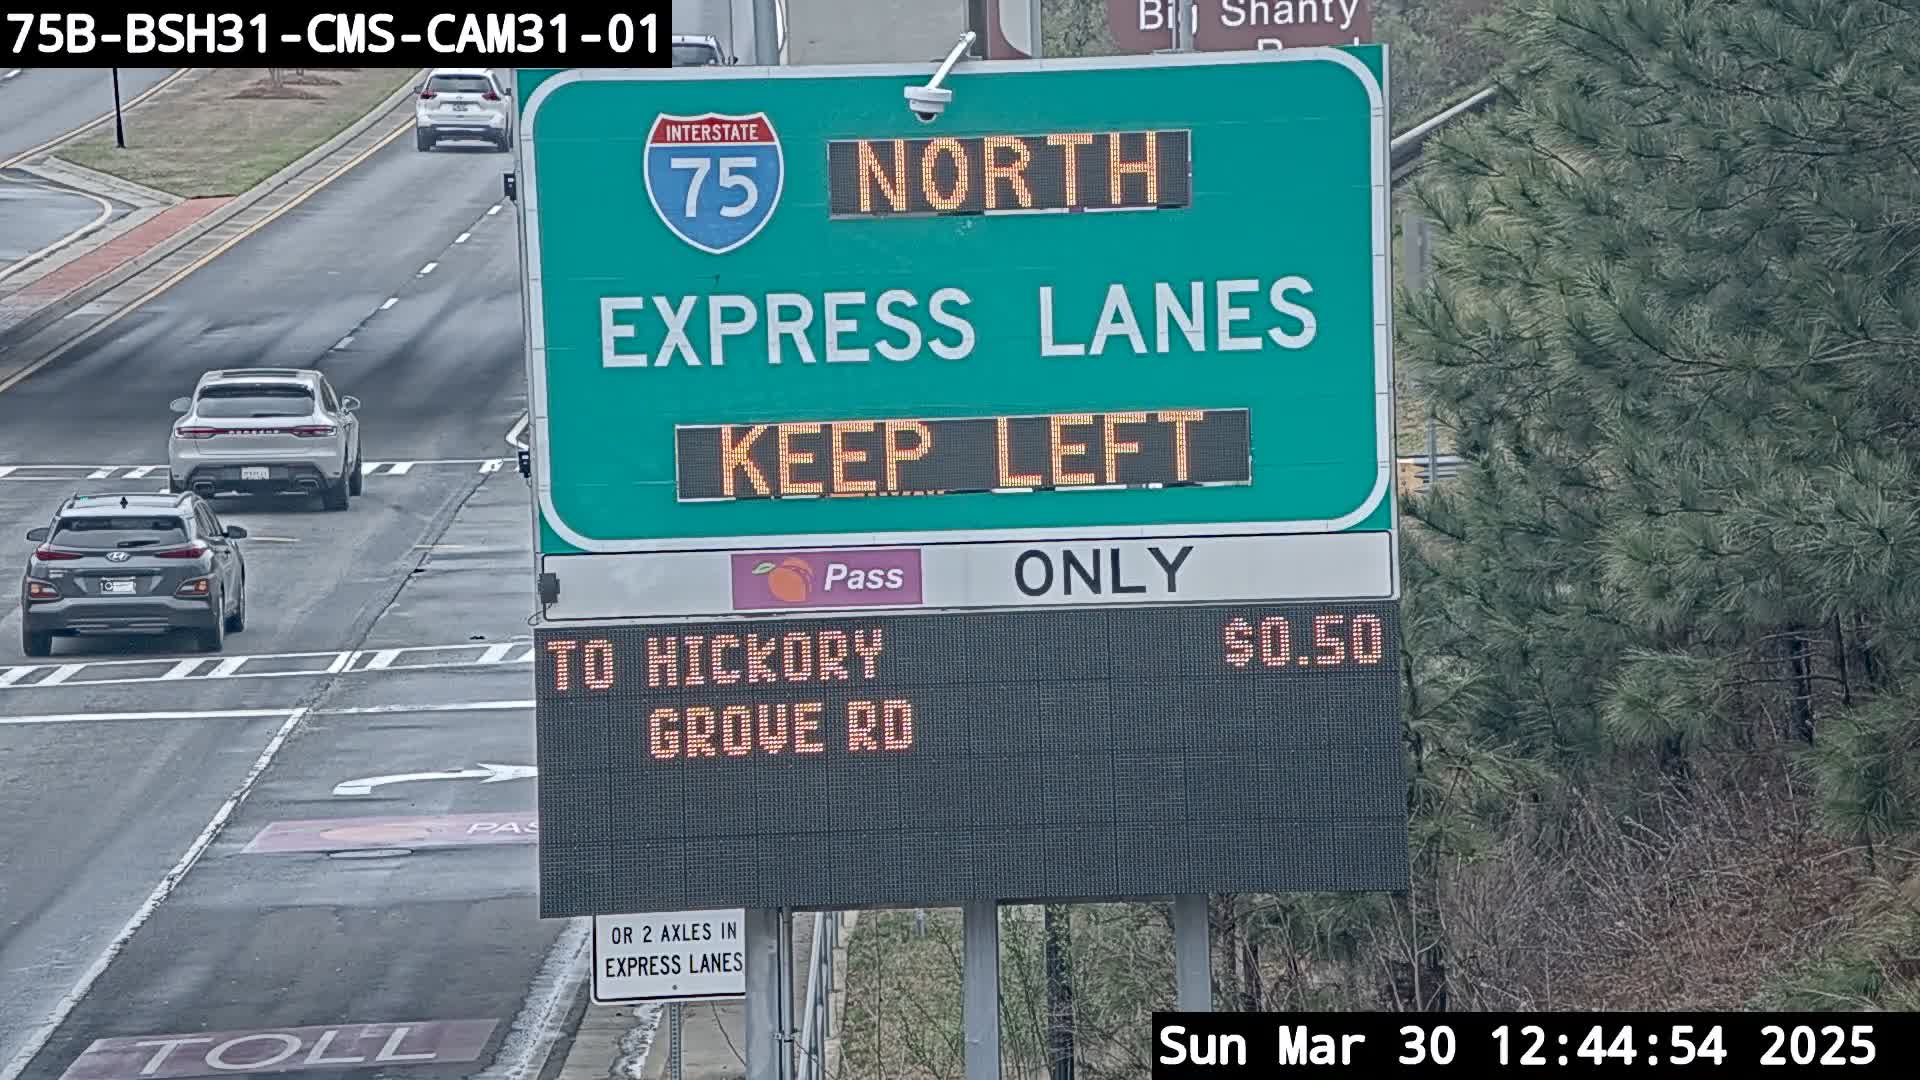 75B-BSH31-CMS-CAM31-01
Big Shanty
INTERSTATE
75
NORTH
EXPRESS LANES
KEEP LEFT
Pass
ONLY
TO HICKORY $0.50
GROVE RD
OR 2 AXLES IN
EXPRESS LANES
TOLL
Sun Mar 30 12:44:54 2025